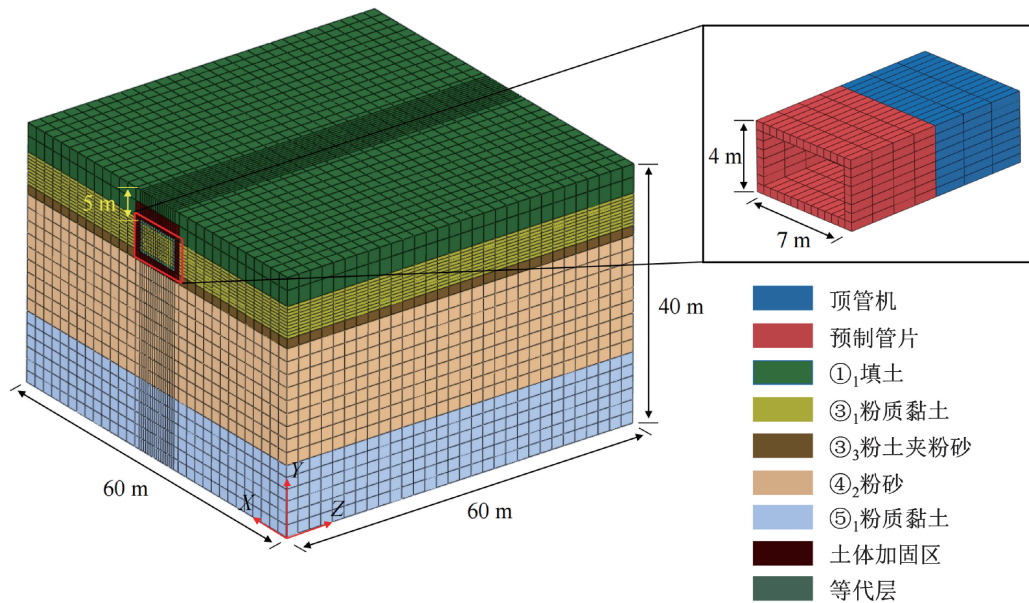 5 m
60 m
60 m
40 m
X
Y
Z
4 m
7 m
顶管机
预制管片
①₁填土
③₁粉质黏土
③₃粉土夹粉砂
④₂粉砂
⑤₁粉质黏土
土体加固区
等代层